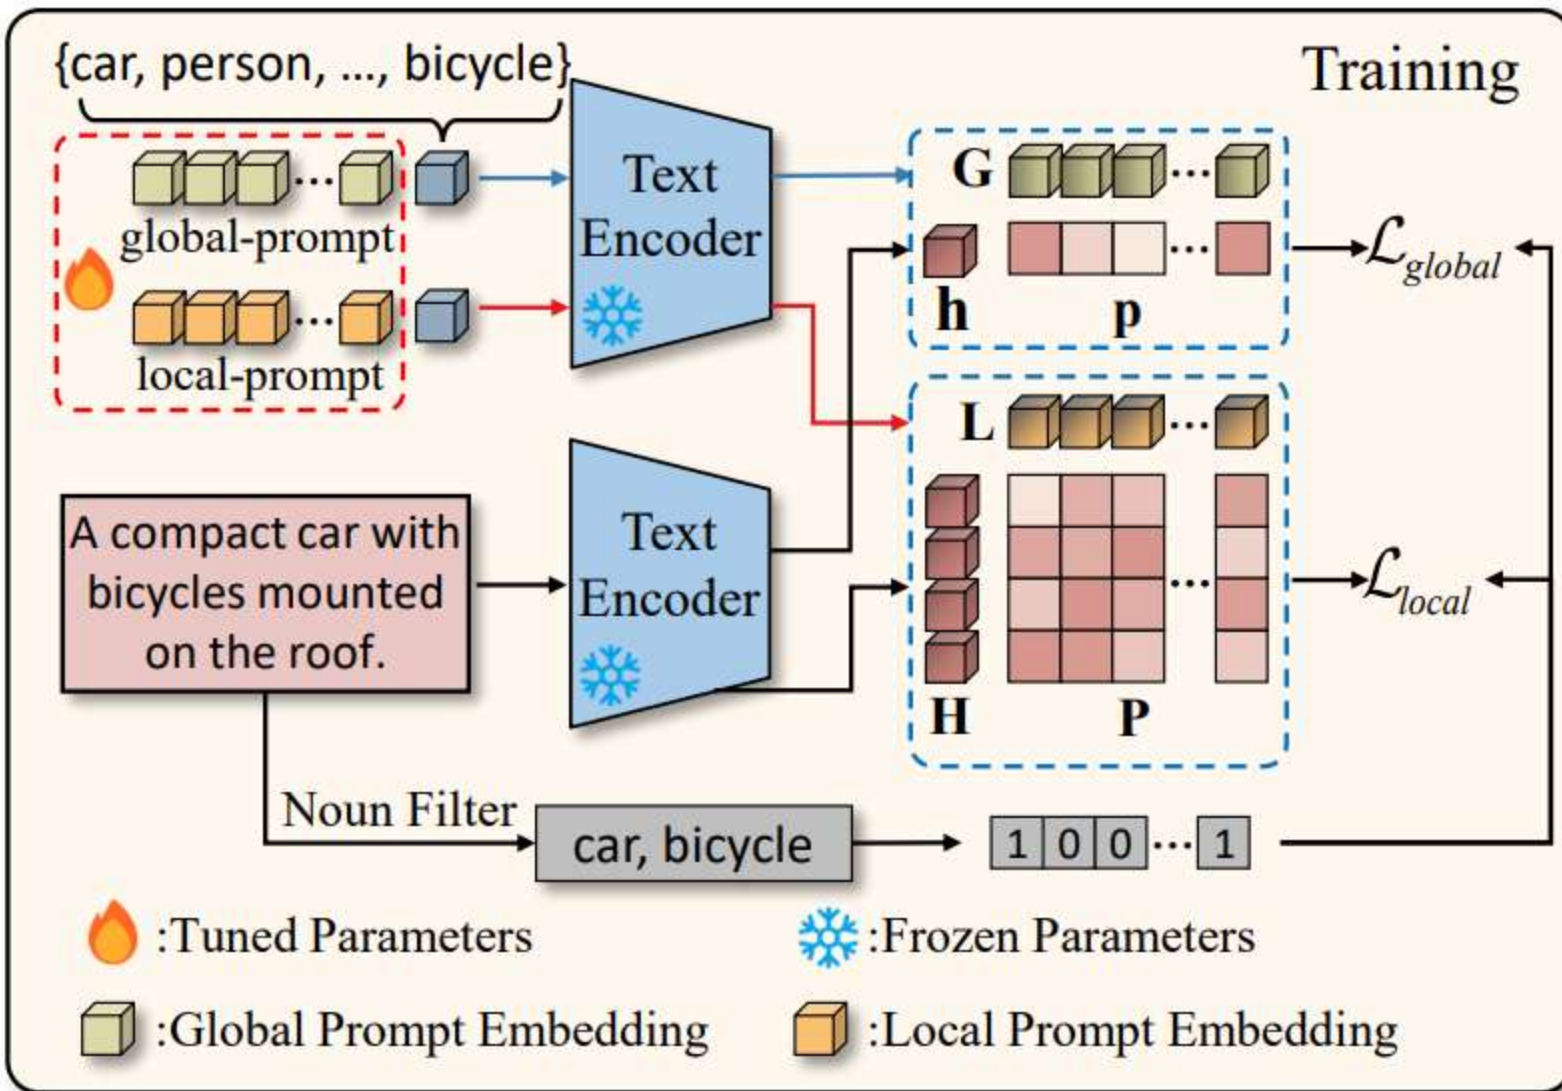 {car, person, ..., bicycle}
Training
global-prompt
local-prompt
Text
Encoder
G
h
p
ℒglobal
L
H
P
ℒlocal
A compact car with
bicycles mounted
on the roof.
Text
Encoder
Noun Filter
car, bicycle
1 0 0 ... 1
:Tuned Parameters
:Frozen Parameters
:Global Prompt Embedding
:Local Prompt Embedding